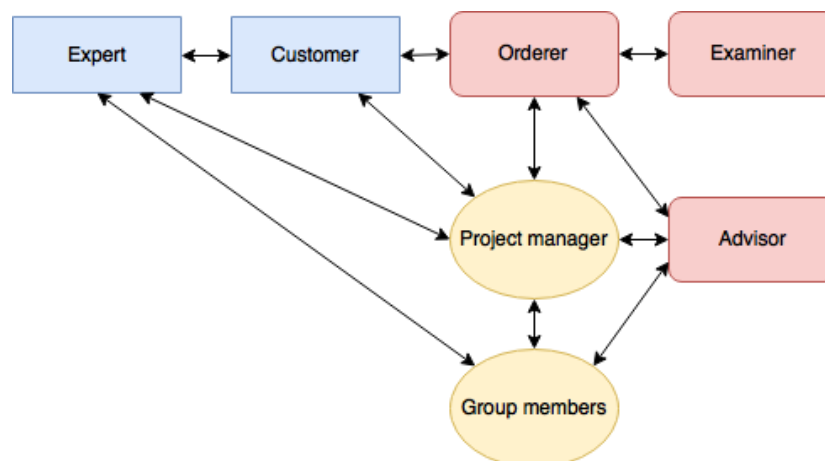 Expert
Customer
Orderer
Examiner
Project manager
Advisor
Group members